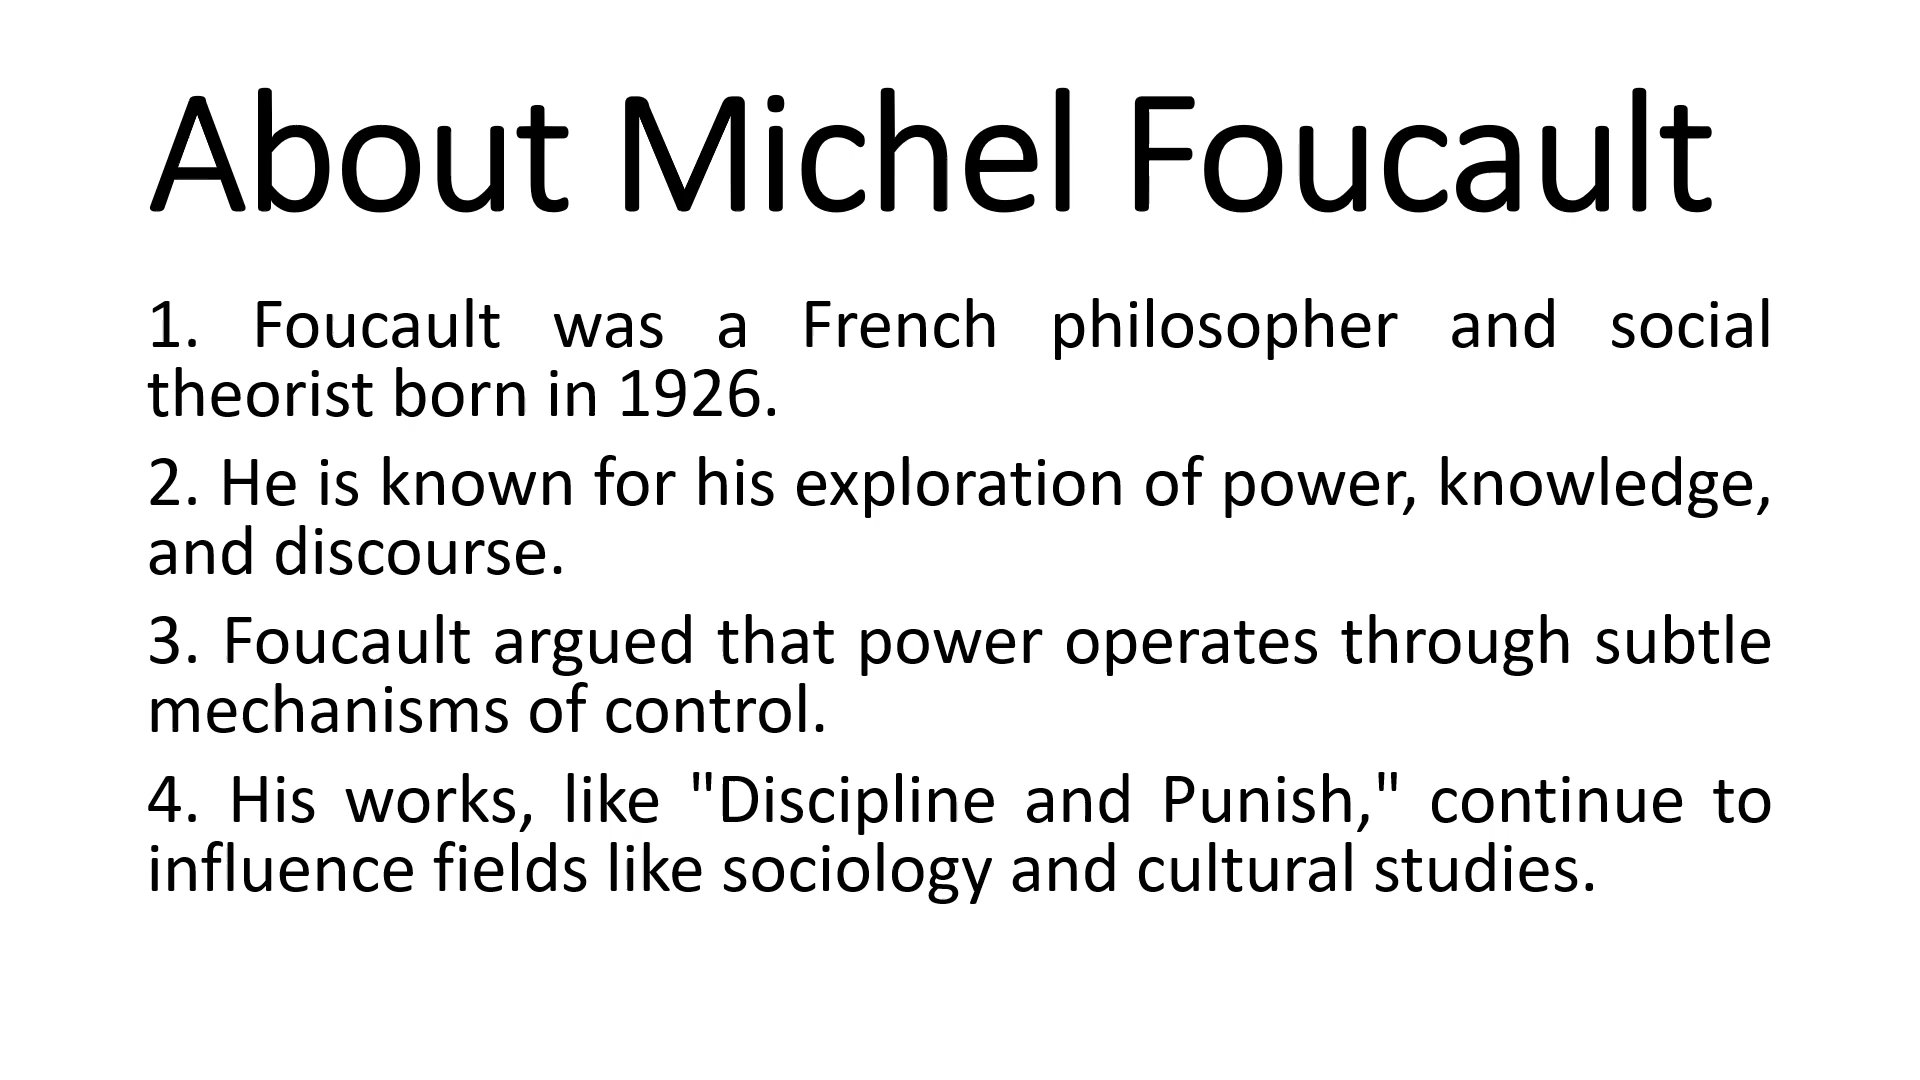 About Michel Foucault
1. Foucault was a French philosopher and social
theorist born in 1926.
2. He is known for his exploration of power, knowledge,
and discourse.
3. Foucault argued that power operates through subtle
mechanisms of control.
4. His works, like "Discipline and Punish," continue to
influence fields like sociology and cultural studies.